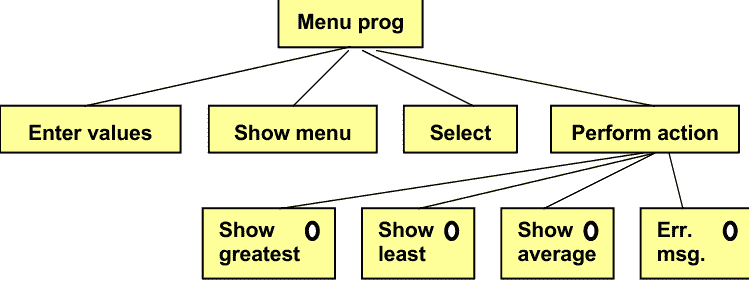 Menu prog
Enter values
Show menu
Select
Perform action
Show O
greatest
Show O
least
Show O
average
Err. O
msg.